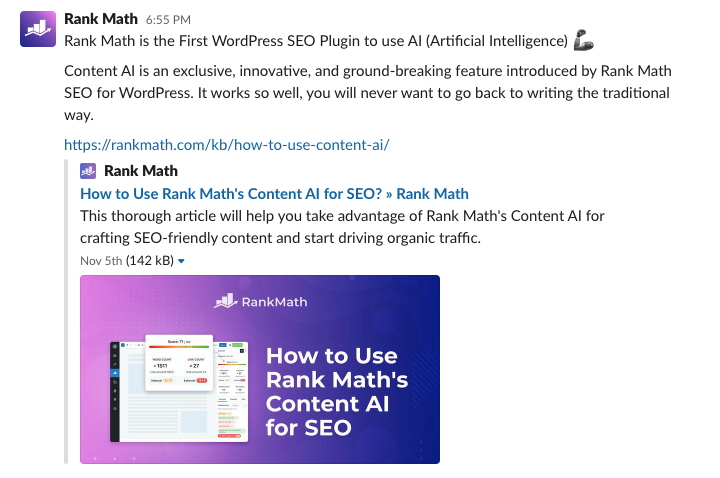 Rank Math 6:55 PM
Rank Math is the First WordPress SEO Plugin to use AI (Artificial Intelligence)
Content AI is an exclusive, innovative, and ground-breaking feature introduced by Rank Math
SEO for WordPress. It works so well, you will never want to go back to writing the traditional
way.
https://rankmath.com/kb/how-to-use-content-ai/
Rank Math
How to Use Rank Math's Content AI for SEO? » Rank Math
This thorough article will help you take advantage of Rank Math's Content AI for
crafting SEO-friendly content and start driving organic traffic.
Nov 5th (142 kB)
RankMath
WORD COUNT LINK COUNT
How to Use
Rank Math's
Content AI
for SEO